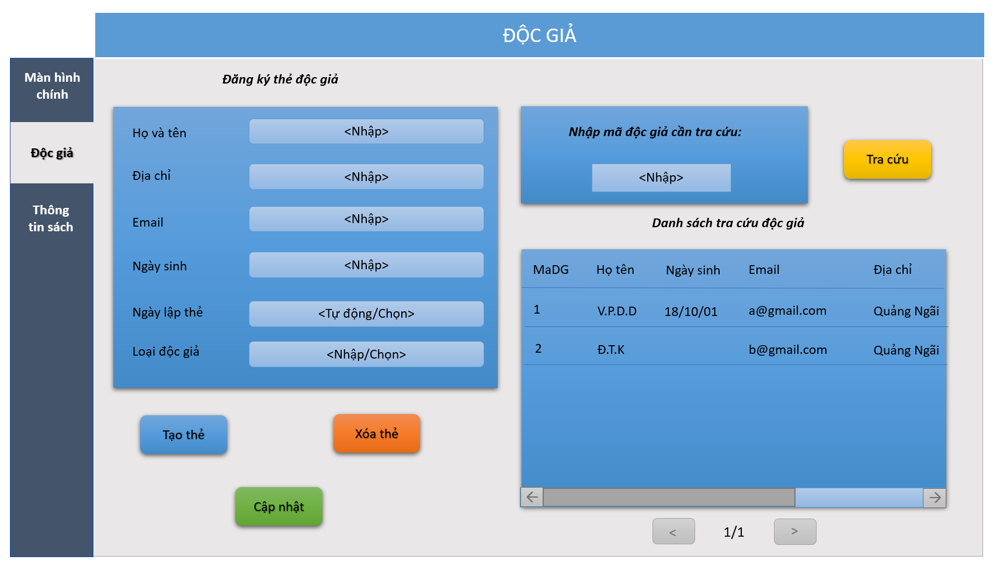 ĐỘC GIẢ
Màn hình
chính
Độc giả
Thông
tin sách
Đăng ký thẻ độc giả
Họ và tên
<Nhập>
Địa chỉ
<Nhập>
Email
<Nhập>
Ngày sinh
<Nhập>
Ngày lập thẻ
<Tự động/Chọn>
Loại độc giả
<Nhập/Chọn>
Tạo thẻ
Xóa thẻ
Cập nhật
Nhập mã độc giả cần tra cứu:
<Nhập>
Tra cứu
Danh sách tra cứu độc giả
MaDG Họ tên Ngày sinh Email Địa chỉ
1 V.P.D.D 18/10/01 a@gmail.com Quảng Ngãi
2 Đ.T.K b@gmail.com Quảng Ngãi
< 1/1 >